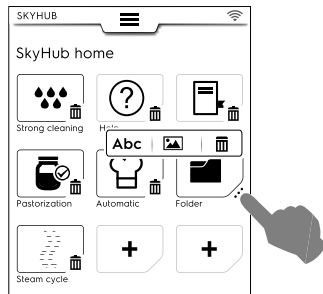 SKYHUB
SkyHub home
?
Strong cleaning
Help
Abc
Pastorization
Automatic
Folder
+ +
Steam cycle